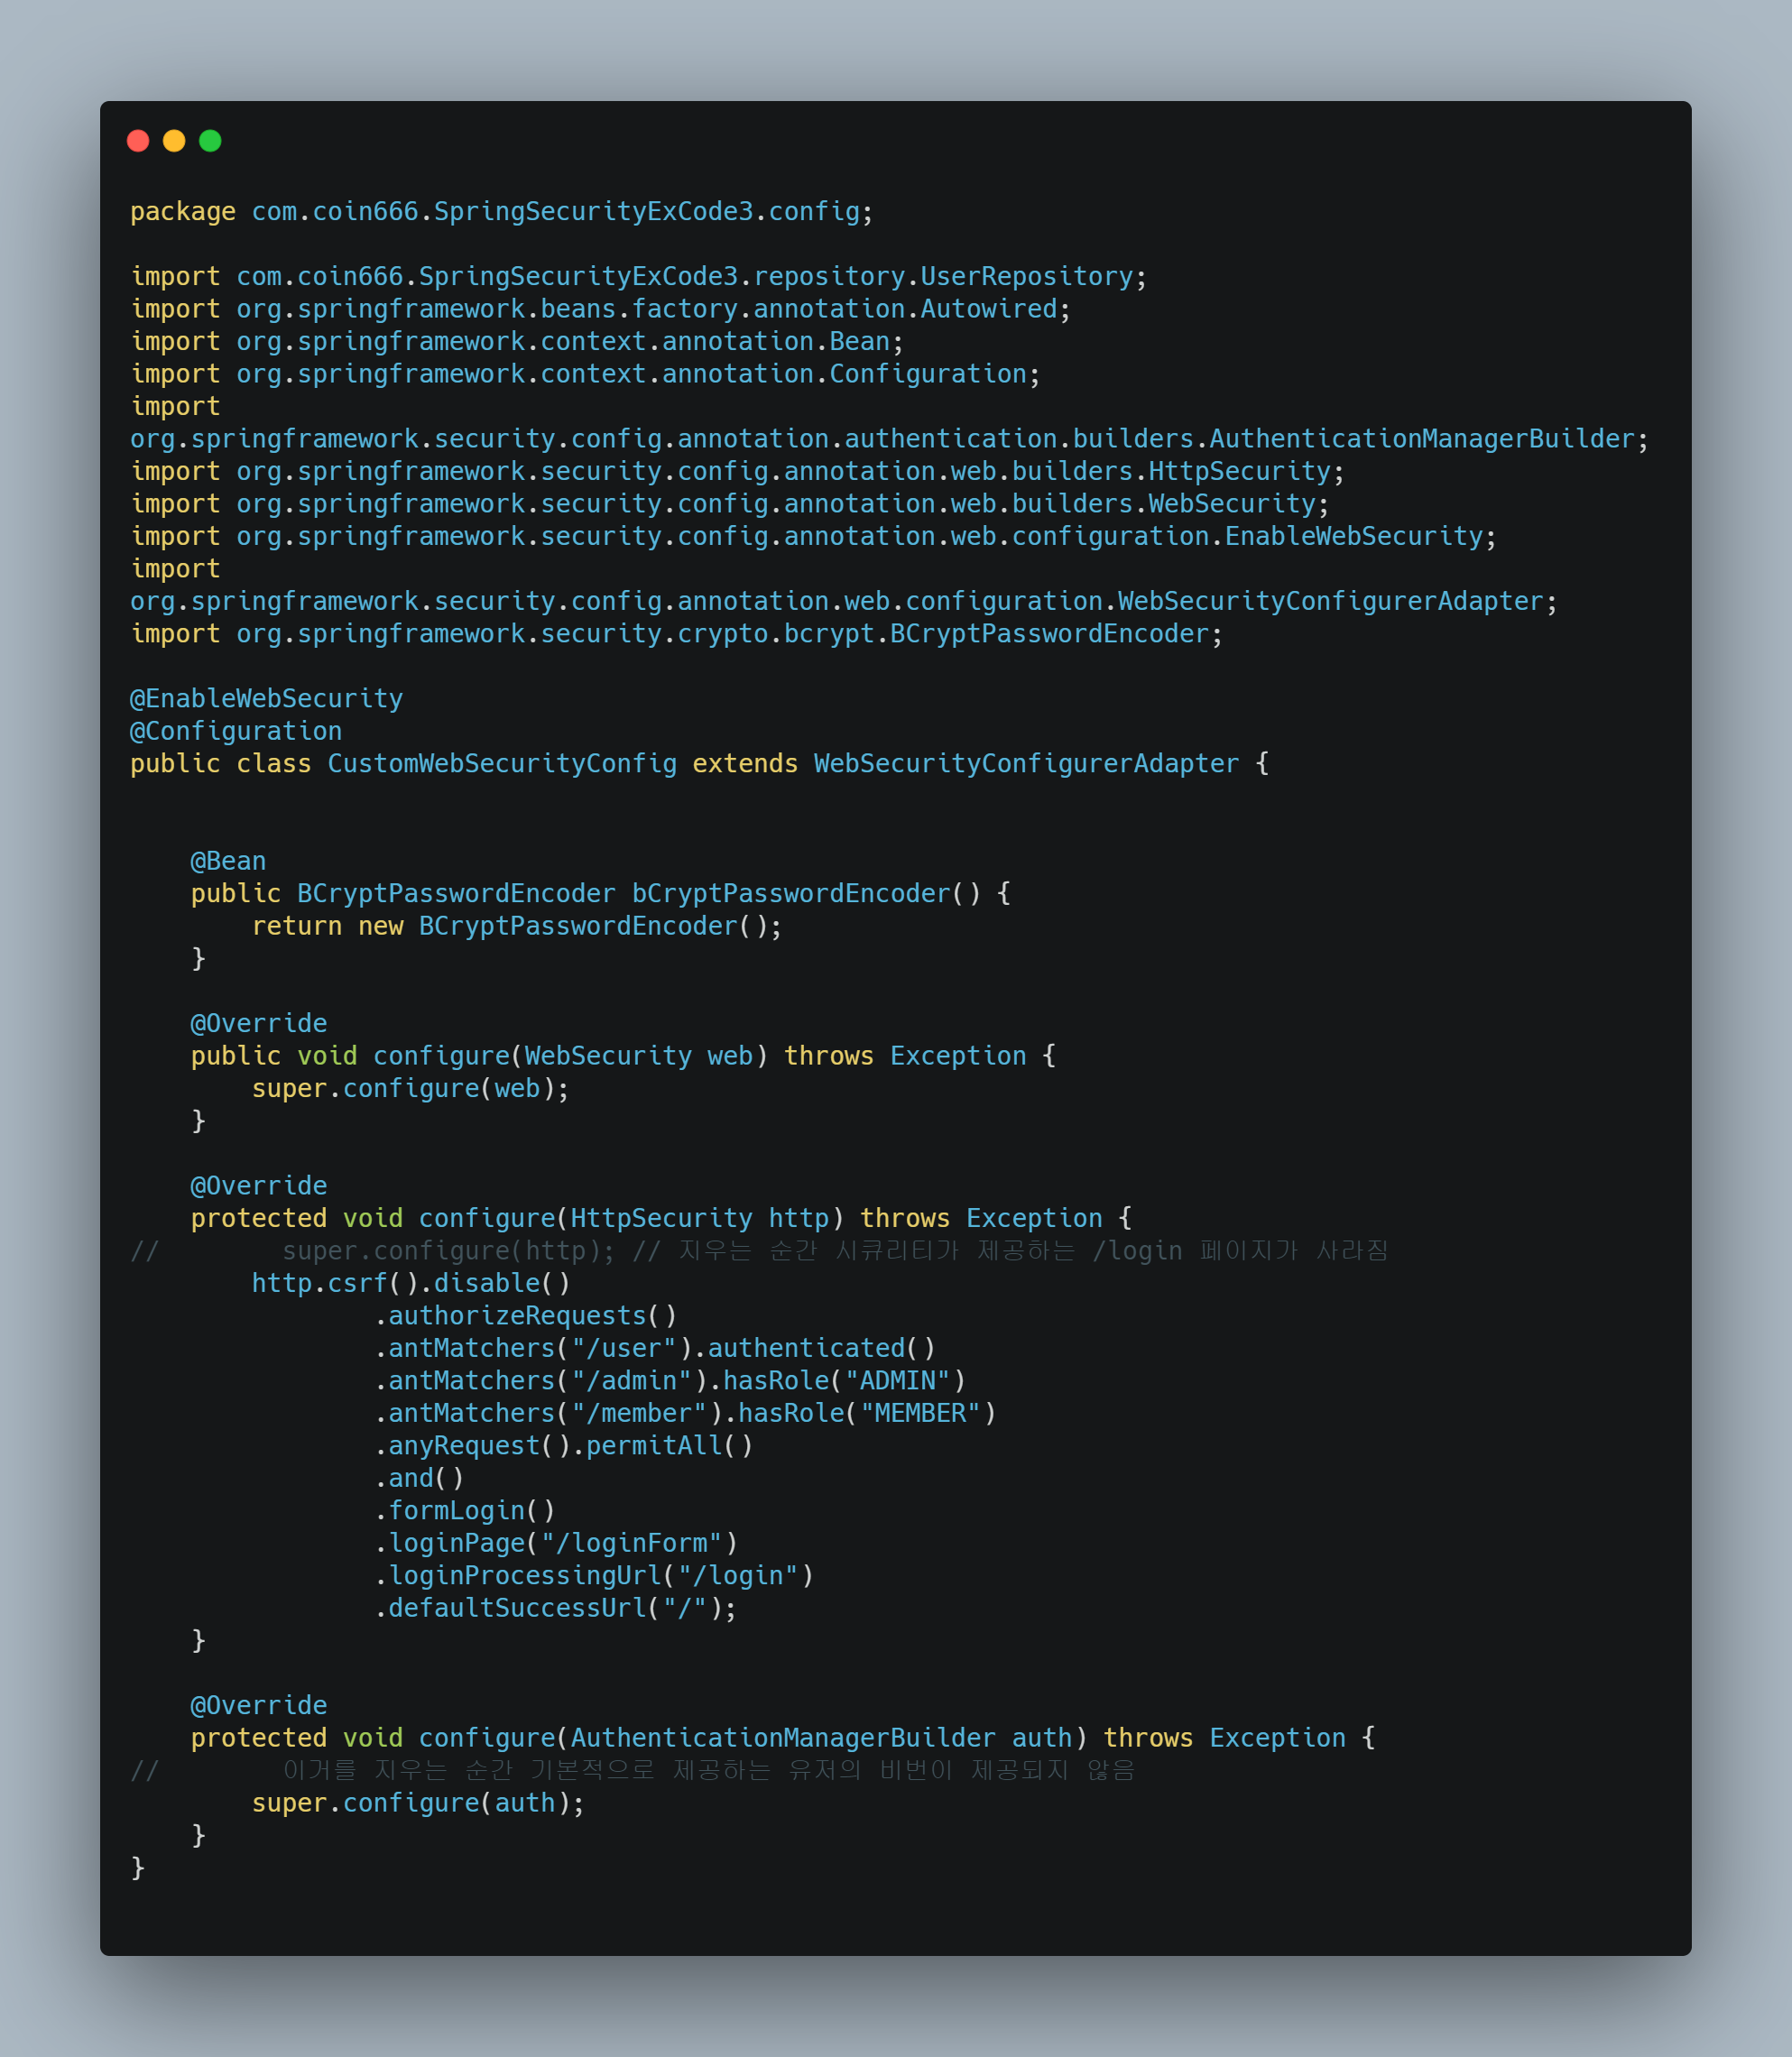 package com.coin666.SpringSecurityExCode3.config;

import com.coin666.SpringSecurityExCode3.repository.UserRepository;
import org.springframework.beans.factory.annotation.Autowired;
import org.springframework.context.annotation.Bean;
import org.springframework.context.annotation.Configuration;
import
org.springframework.security.config.annotation.authentication.builders.AuthenticationManagerBuilder;
import org.springframework.security.config.annotation.web.builders.HttpSecurity;
import org.springframework.security.config.annotation.web.builders.WebSecurity;
import org.springframework.security.config.annotation.web.configuration.EnableWebSecurity;
import
org.springframework.security.config.annotation.web.configuration.WebSecurityConfigurerAdapter;
import org.springframework.security.crypto.bcrypt.BCryptPasswordEncoder;

@EnableWebSecurity
@Configuration
public class CustomWebSecurityConfig extends WebSecurityConfigurerAdapter {


    @Bean
    public BCryptPasswordEncoder bCryptPasswordEncoder() {
        return new BCryptPasswordEncoder();
    }

    @Override
    public void configure(WebSecurity web) throws Exception {
        super.configure(web);
    }

    @Override
    protected void configure(HttpSecurity http) throws Exception {
//        super.configure(http); // 지우는 순간 시큐리티가 제공하는 /login 페이지가 사라짐
        http.csrf().disable()
                .authorizeRequests()
                .antMatchers("/user").authenticated()
                .antMatchers("/admin").hasRole("ADMIN")
                .antMatchers("/member").hasRole("MEMBER")
                .anyRequest().permitAll()
                .and()
                .formLogin()
                .loginPage("/loginForm")
                .loginProcessingUrl("/login")
                .defaultSuccessUrl("/");
    }

    @Override
    protected void configure(AuthenticationManagerBuilder auth) throws Exception {
//        이거를 지우는 순간 기본적으로 제공하는 유저의 비번이 제공되지 않음
        super.configure(auth);
    }
}